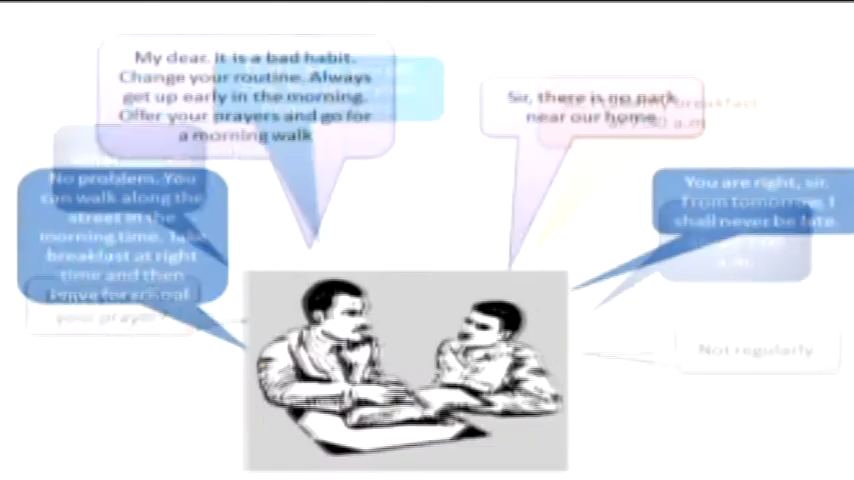 My dear. It is a bad habit.
Change your routine. Always
get up early in the morning.
Offer your prayers and go for
a morning walk
Sir, there is no park
near our home
breakfast
a.m
No problem. You
can walk along the
street in the
morning time. Take
breakfast at right
time and then
Leave for school
your prayer
You are right, sir.
From tomorrow, I
shall never be late.
a.m.
Not regularly